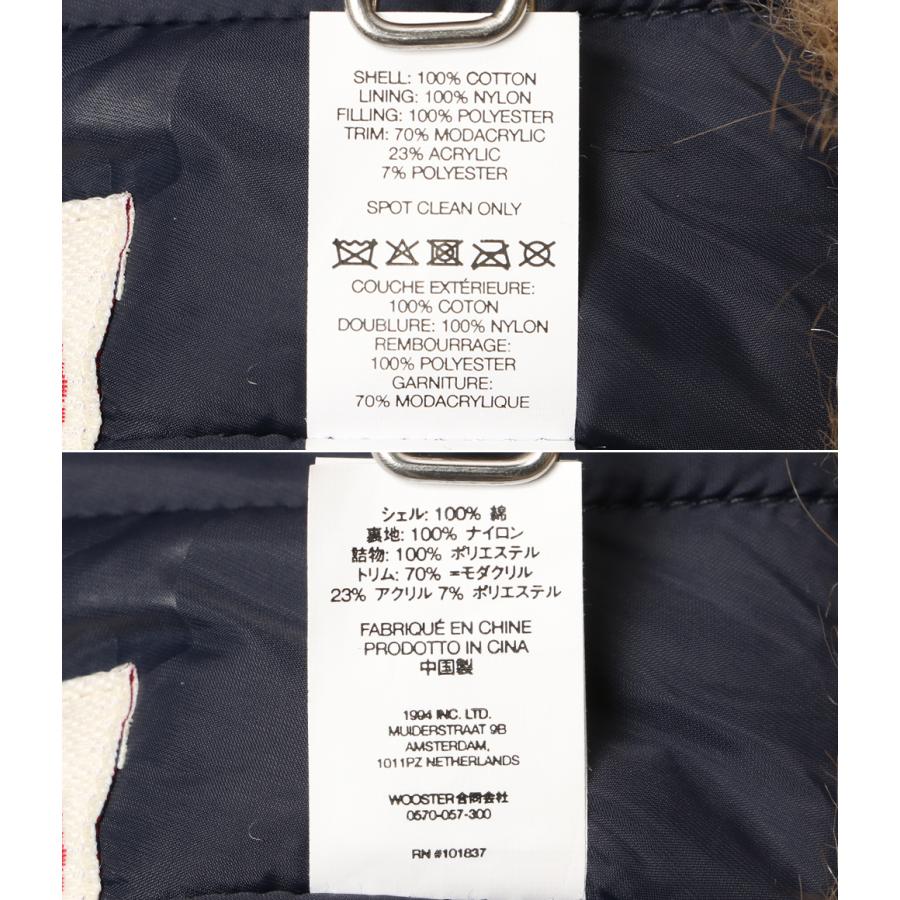 SHELL: 100% COTTON
LINING: 100% NYLON
FILLING: 100% POLYESTER
TRIM: 70% MODACRYLIC
23% ACRYLIC
7% POLYESTER
SPOT CLEAN ONLY
COUCHE EXTÉRIEURE:
100% COTON
DOUBLURE: 100% NYLON
REMBOURRAGE:
100% POLYESTER
GARNITURE:
70% MODACRYLIQUE
シェル: 100% 綿
裏地: 100% ナイロン
詰物: 100% ポリエステル
トリム: 70% =モダクリル
23% アクリル 7% ポリエステル
FABRIQUÉ EN CHINE
PRODOTTO IN CINA
中国製
1994 INC. LTD.
MUIDERSTRAAT 9B
AMSTERDAM,
1011PZ NETHERLANDS
WOOSTER合同会社
0570-057-300
RN #101837